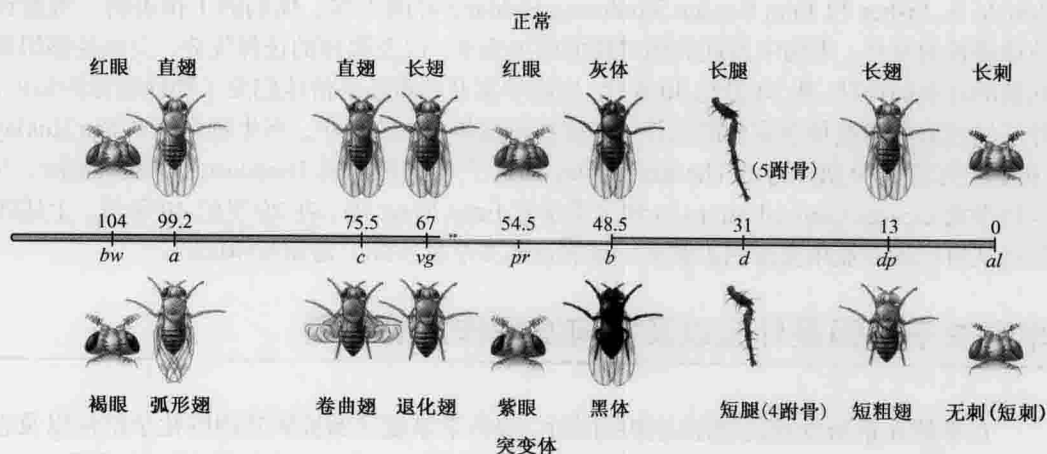 正常
红眼 直翅 直翅 长翅 红眼 灰体 长腿 长翅 长刺
(5跗骨)
104 99.2 75.5 67 54.5 48.5 31 13 0
bw a c vg pr b d dp al
褐眼 弧形翅 卷曲翅 退化翅 紫眼 黑体 短腿(4跗骨) 短粗翅 无刺(短刺)
突变体